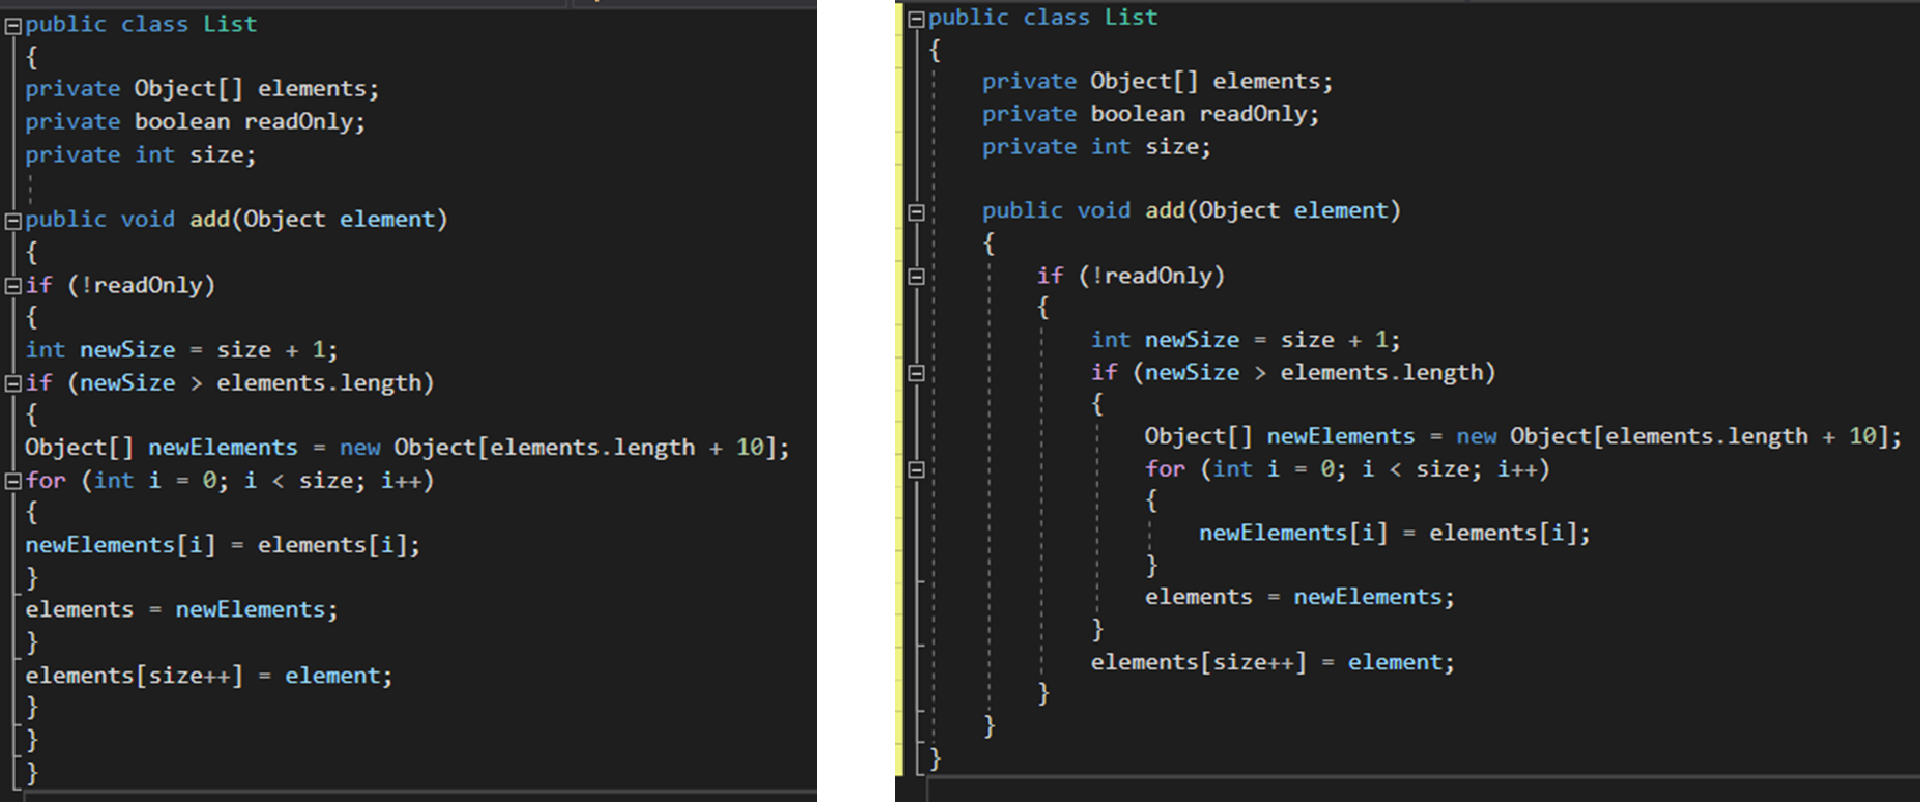 public class List
{
private Object[] elements;
private boolean readOnly;
private int size;

public void add(Object element)
{
if (!readOnly)
{
int newSize = size + 1;
if (newSize > elements.length)
{
Object[] newElements = new Object[elements.length + 10];
for (int i = 0; i < size; i++)
{
newElements[i] = elements[i];
}
elements = newElements;
}
elements[size++] = element;
}
}
}
public class List
{
    private Object[] elements;
    private boolean readOnly;
    private int size;

    public void add(Object element)
    {
        if (!readOnly)
        {
            int newSize = size + 1;
            if (newSize > elements.length)
            {
                Object[] newElements = new Object[elements.length + 10];
                for (int i = 0; i < size; i++)
                {
                    newElements[i] = elements[i];
                }
                elements = newElements;
            }
            elements[size++] = element;
        }
    }
}